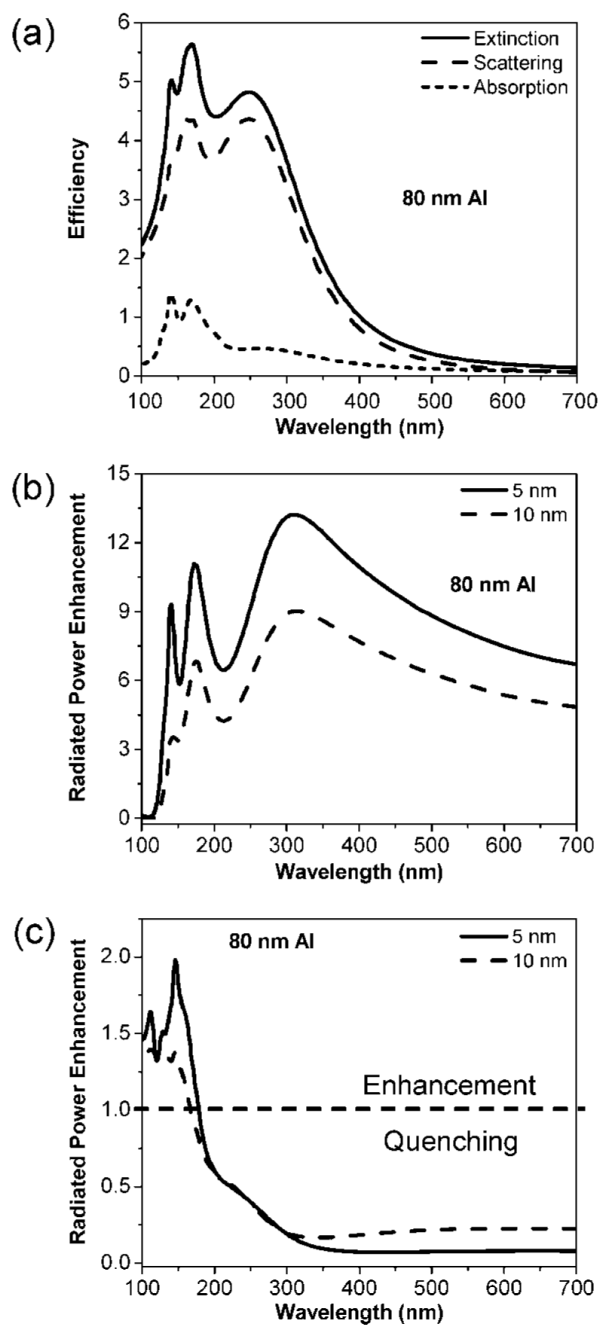 (a)
6
5
4
3
2
1
0
Efficiency
Extinction
Scattering
Absorption
80 nm Al
100 200 300 400 500 600 700
Wavelength (nm)
(b)
15
12
9
6
3
0
Radiated Power Enhancement
5 nm
10 nm
80 nm Al
100 200 300 400 500 600 700
Wavelength (nm)
(c)
2.0
1.5
1.0
0.5
0.0
Radiated Power Enhancement
80 nm Al
5 nm
10 nm
Enhancement
Quenching
100 200 300 400 500 600 700
Wavelength (nm)